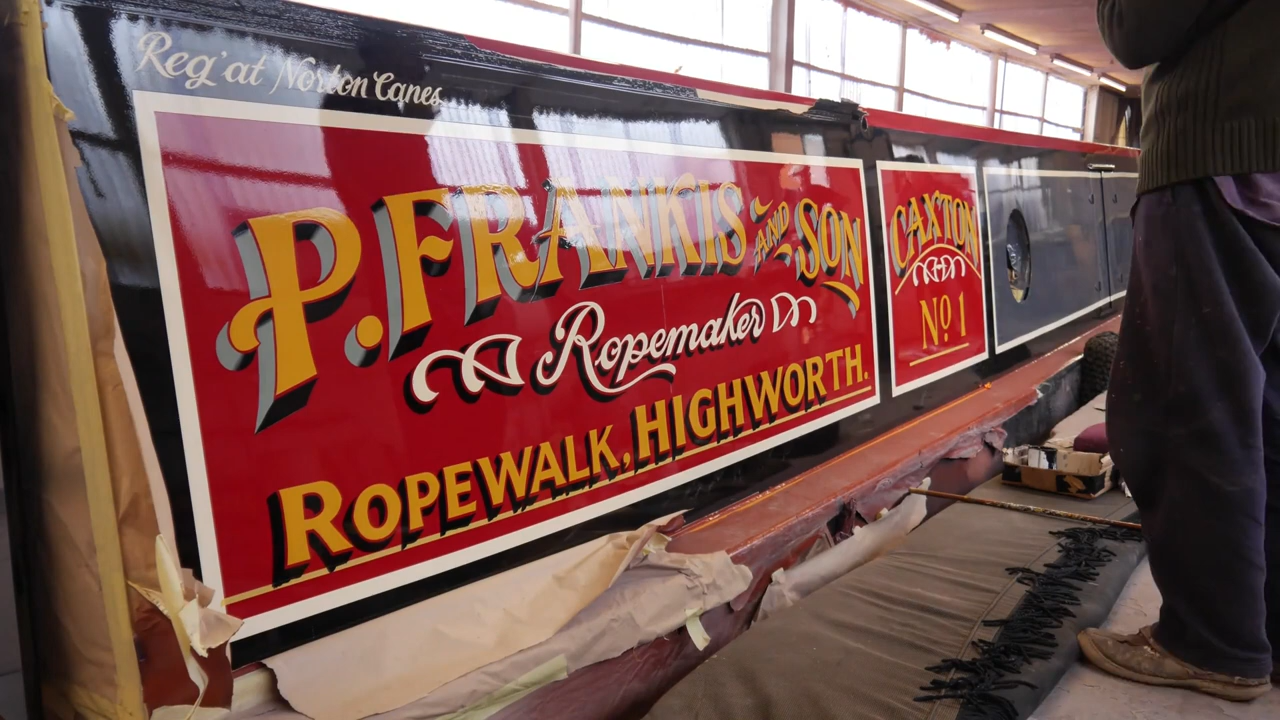 Reg'at Norton Canes
P. FRANKIS AND SON
Ropemaker
ROPEWALK, HIGHWORTH.
CAXTON
No. 1